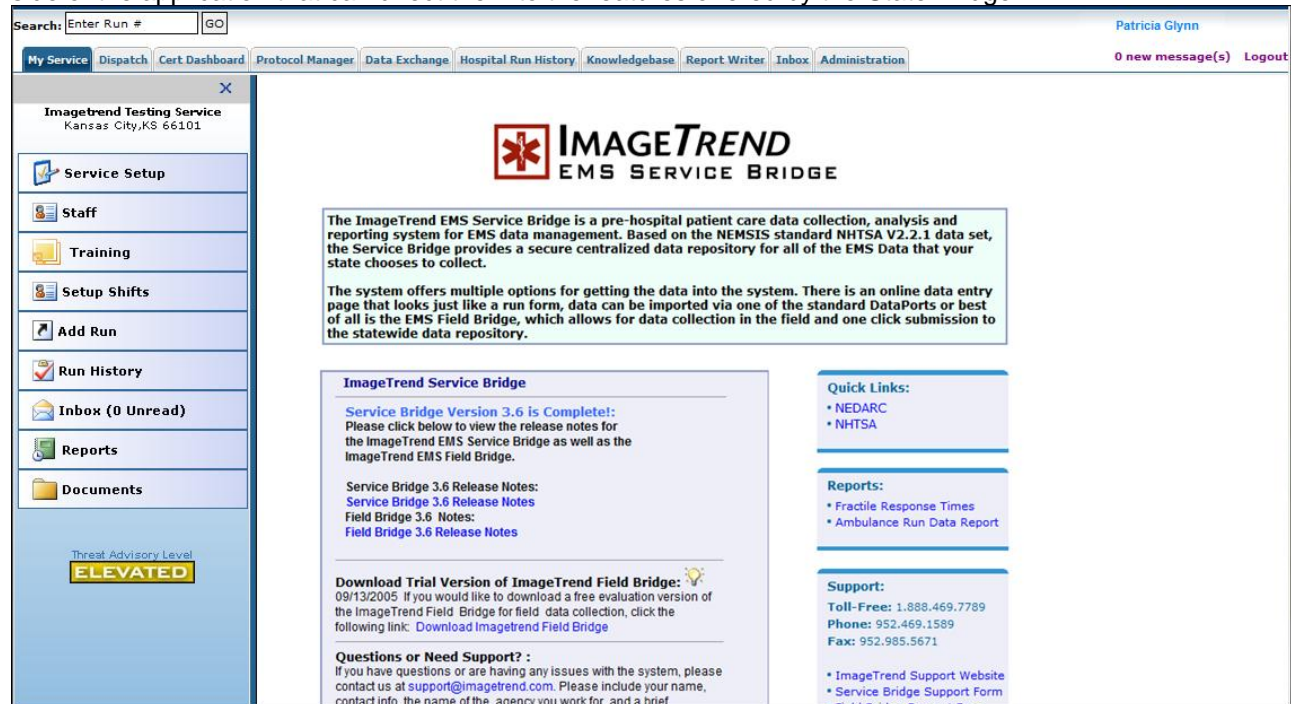 Search: Enter Run # GO
Patricia Glynn
My Service Dispatch Cert Dashboard Protocol Manager Data Exchange Hospital Run History Knowledgebase Report Writer Inbox Administration
0 new message(s) Logout
X
Imagetrend Testing Service
Kansas City,KS 66101
Service Setup
Staff
Training
Setup Shifts
Add Run
Run History
Inbox (0 Unread)
Reports
Documents
Threat Advisory Level
ELEVATED
IMAGETREND
EMS SERVICE BRIDGE
The ImageTrend EMS Service Bridge is a pre-hospital patient care data collection, analysis and
reporting system for EMS data management. Based on the NEMSIS standard NHTSA V2.2.1 data set,
the Service Bridge provides a secure centralized data repository for all of the EMS Data that your
state chooses to collect.
The system offers multiple options for getting the data into the system. There is an online data entry
page that looks just like a run form, data can be imported via one of the standard DataPorts or best
of all is the EMS Field Bridge, which allows for data collection in the field and one click submission to
the statewide data repository.
ImageTrend Service Bridge
Service Bridge Version 3.6 is Complete!:
Please click below to view the release notes for
the ImageTrend EMS Service Bridge as well as the
ImageTrend EMS Field Bridge.
Service Bridge 3.6 Release Notes:
Service Bridge 3.6 Release Notes
Field Bridge 3.6 Notes:
Field Bridge 3.6 Release Notes
Download Trial Version of ImageTrend Field Bridge:
09/13/2005 If you would like to download a free evaluation version of
the ImageTrend Field Bridge for field data collection, click the
following link: Download Imagetrend Field Bridge
Questions or Need Support? :
If you have questions or are having any issues with the system, please
contact us at support@imagetrend.com. Please include your name,
contact info, the name of the agency you work for, and a brief
Quick Links:
• NEDARC
• NHTSA
Reports:
• Fractile Response Times
• Ambulance Run Data Report
Support:
Toll-Free: 1.888.469.7789
Phone: 952.469.1589
Fax: 952.985.5671
• ImageTrend Support Website
• Service Bridge Support Form